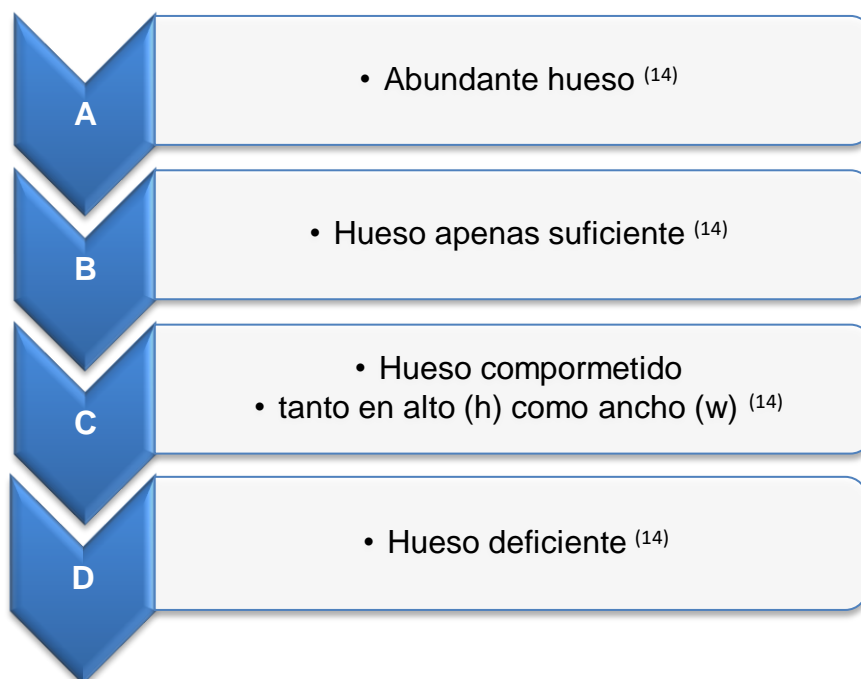 A
• Abundante hueso (14)
B
• Hueso apenas suficiente (14)
C
• Hueso compormetido
• tanto en alto (h) como ancho (w) (14)
D
• Hueso deficiente (14)